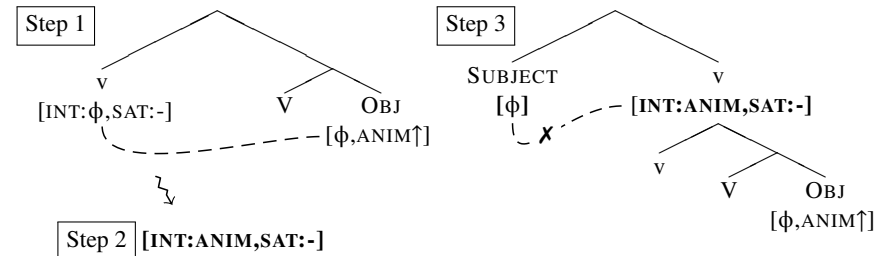 Step 1
v
[INT:ϕ,SAT:-]
V
OBJ
[ϕ,ANIM↑]
Step 2 [INT:ANIM,SAT:-]
Step 3
SUBJECT
[ϕ]
v
[INT:ANIM,SAT:-]
✗
v
V
OBJ
[ϕ,ANIM↑]